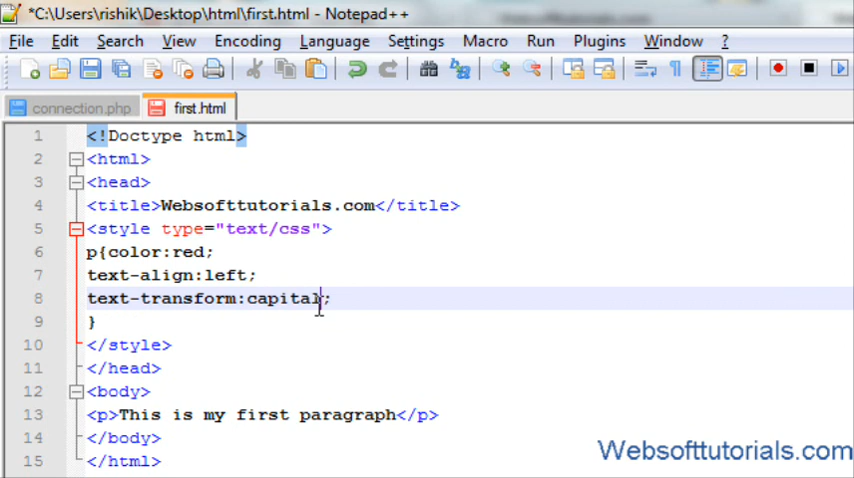 *C:\Users\rishik\Desktop\html\first.html - Notepad++
File Edit Search View Encoding Language Settings Macro Run Plugins Window ?
connection.php first.html
1 <!Doctype html>
2 <html>
3 <head>
4 <title>Websofttutorials.com</title>
5 <style type="text/css">
6 p{color:red;
7 text-align:left;
8 text-transform:capital;
9 }
10 </style>
11 </head>
12 <body>
13 <p>This is my first paragraph</p>
14 </body>
15 </html>
Websofttutorials.com